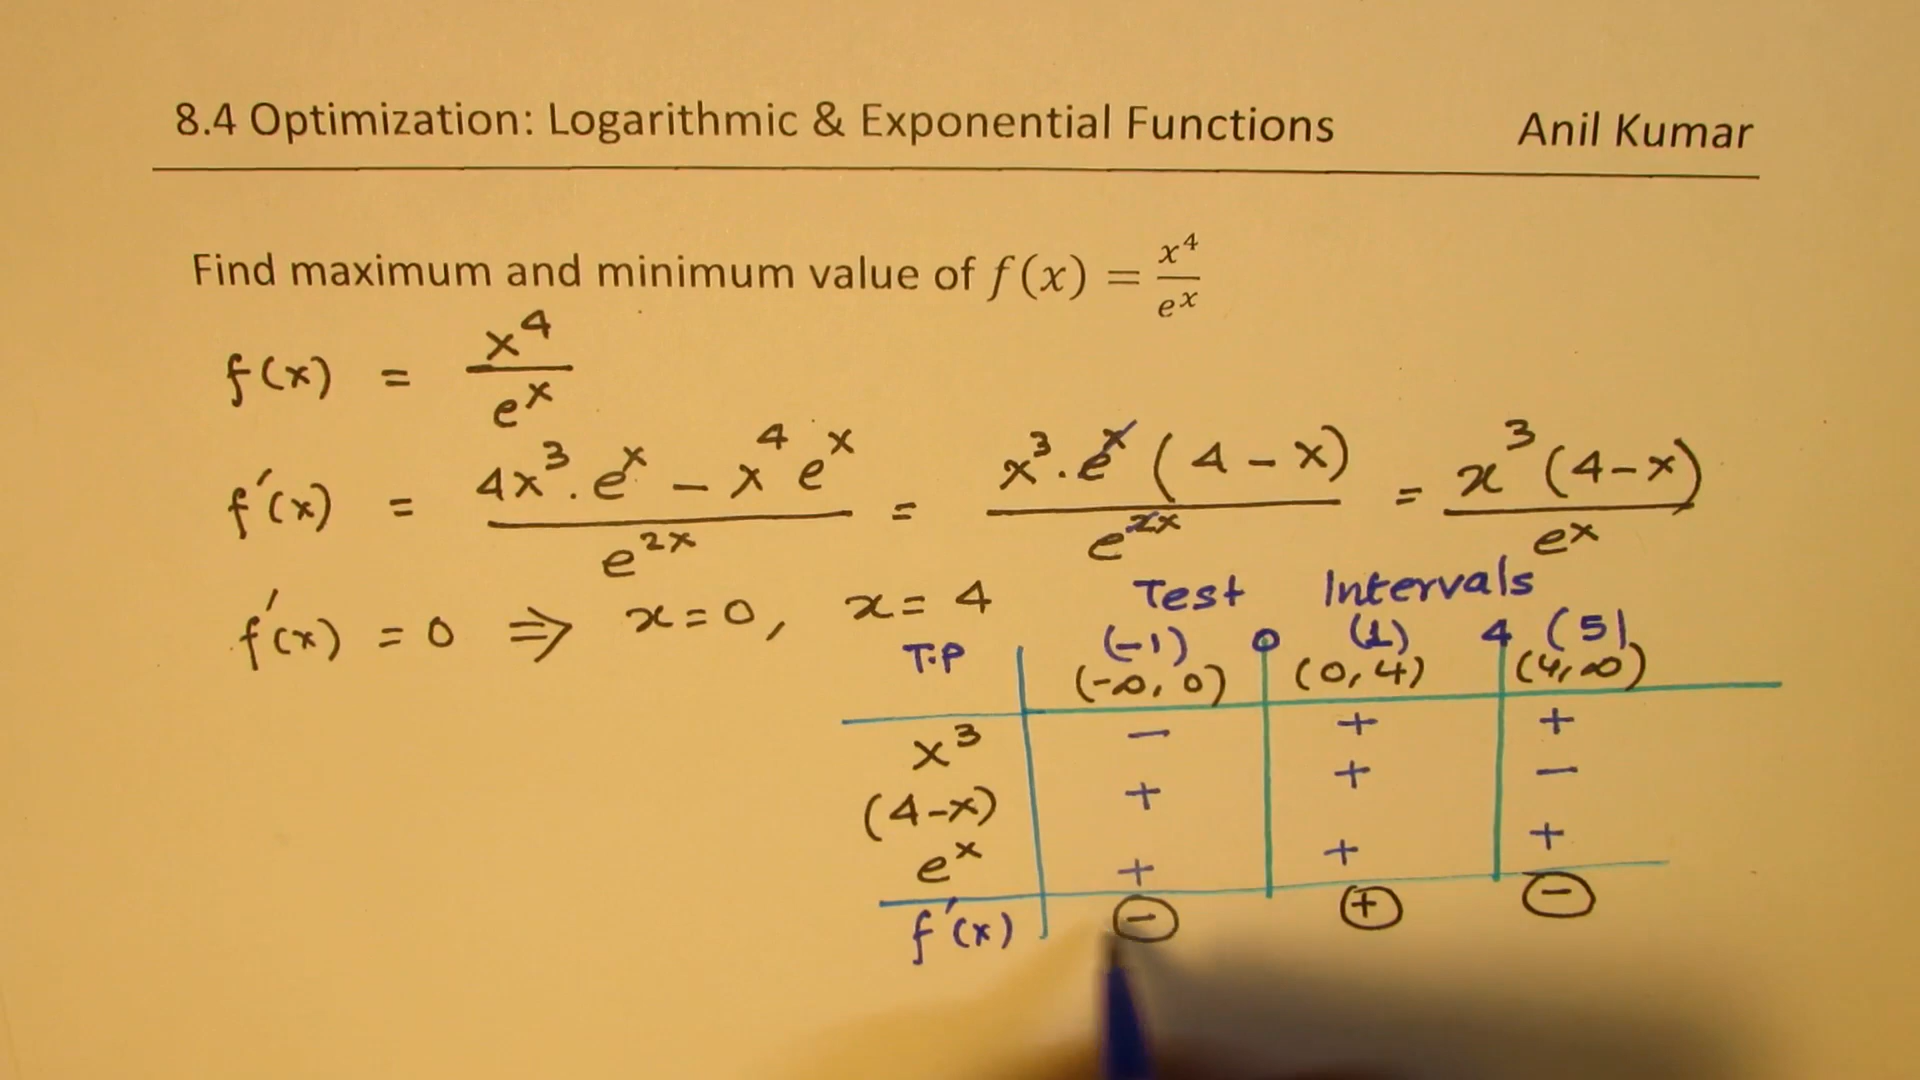 8.4 Optimization: Logarithmic & Exponential Functions Anil Kumar
Find maximum and minimum value of f(x) = x⁴/eˣ
f(x) = x⁴/eˣ
f'(x) = (4x³·eˣ − x⁴eˣ)/e²ˣ = (x³·eˣ(4−x))/e²ˣ = x³(4−x)/eˣ
f'(x) = 0 ⇒ x=0, x=4
Test Intervals
T.P (-1) 0 (1) 4 (5)
(-∞, 0) (0, 4) (4, ∞)
x³ − + +
(4−x) + + −
eˣ + + +
f'(x) − + −